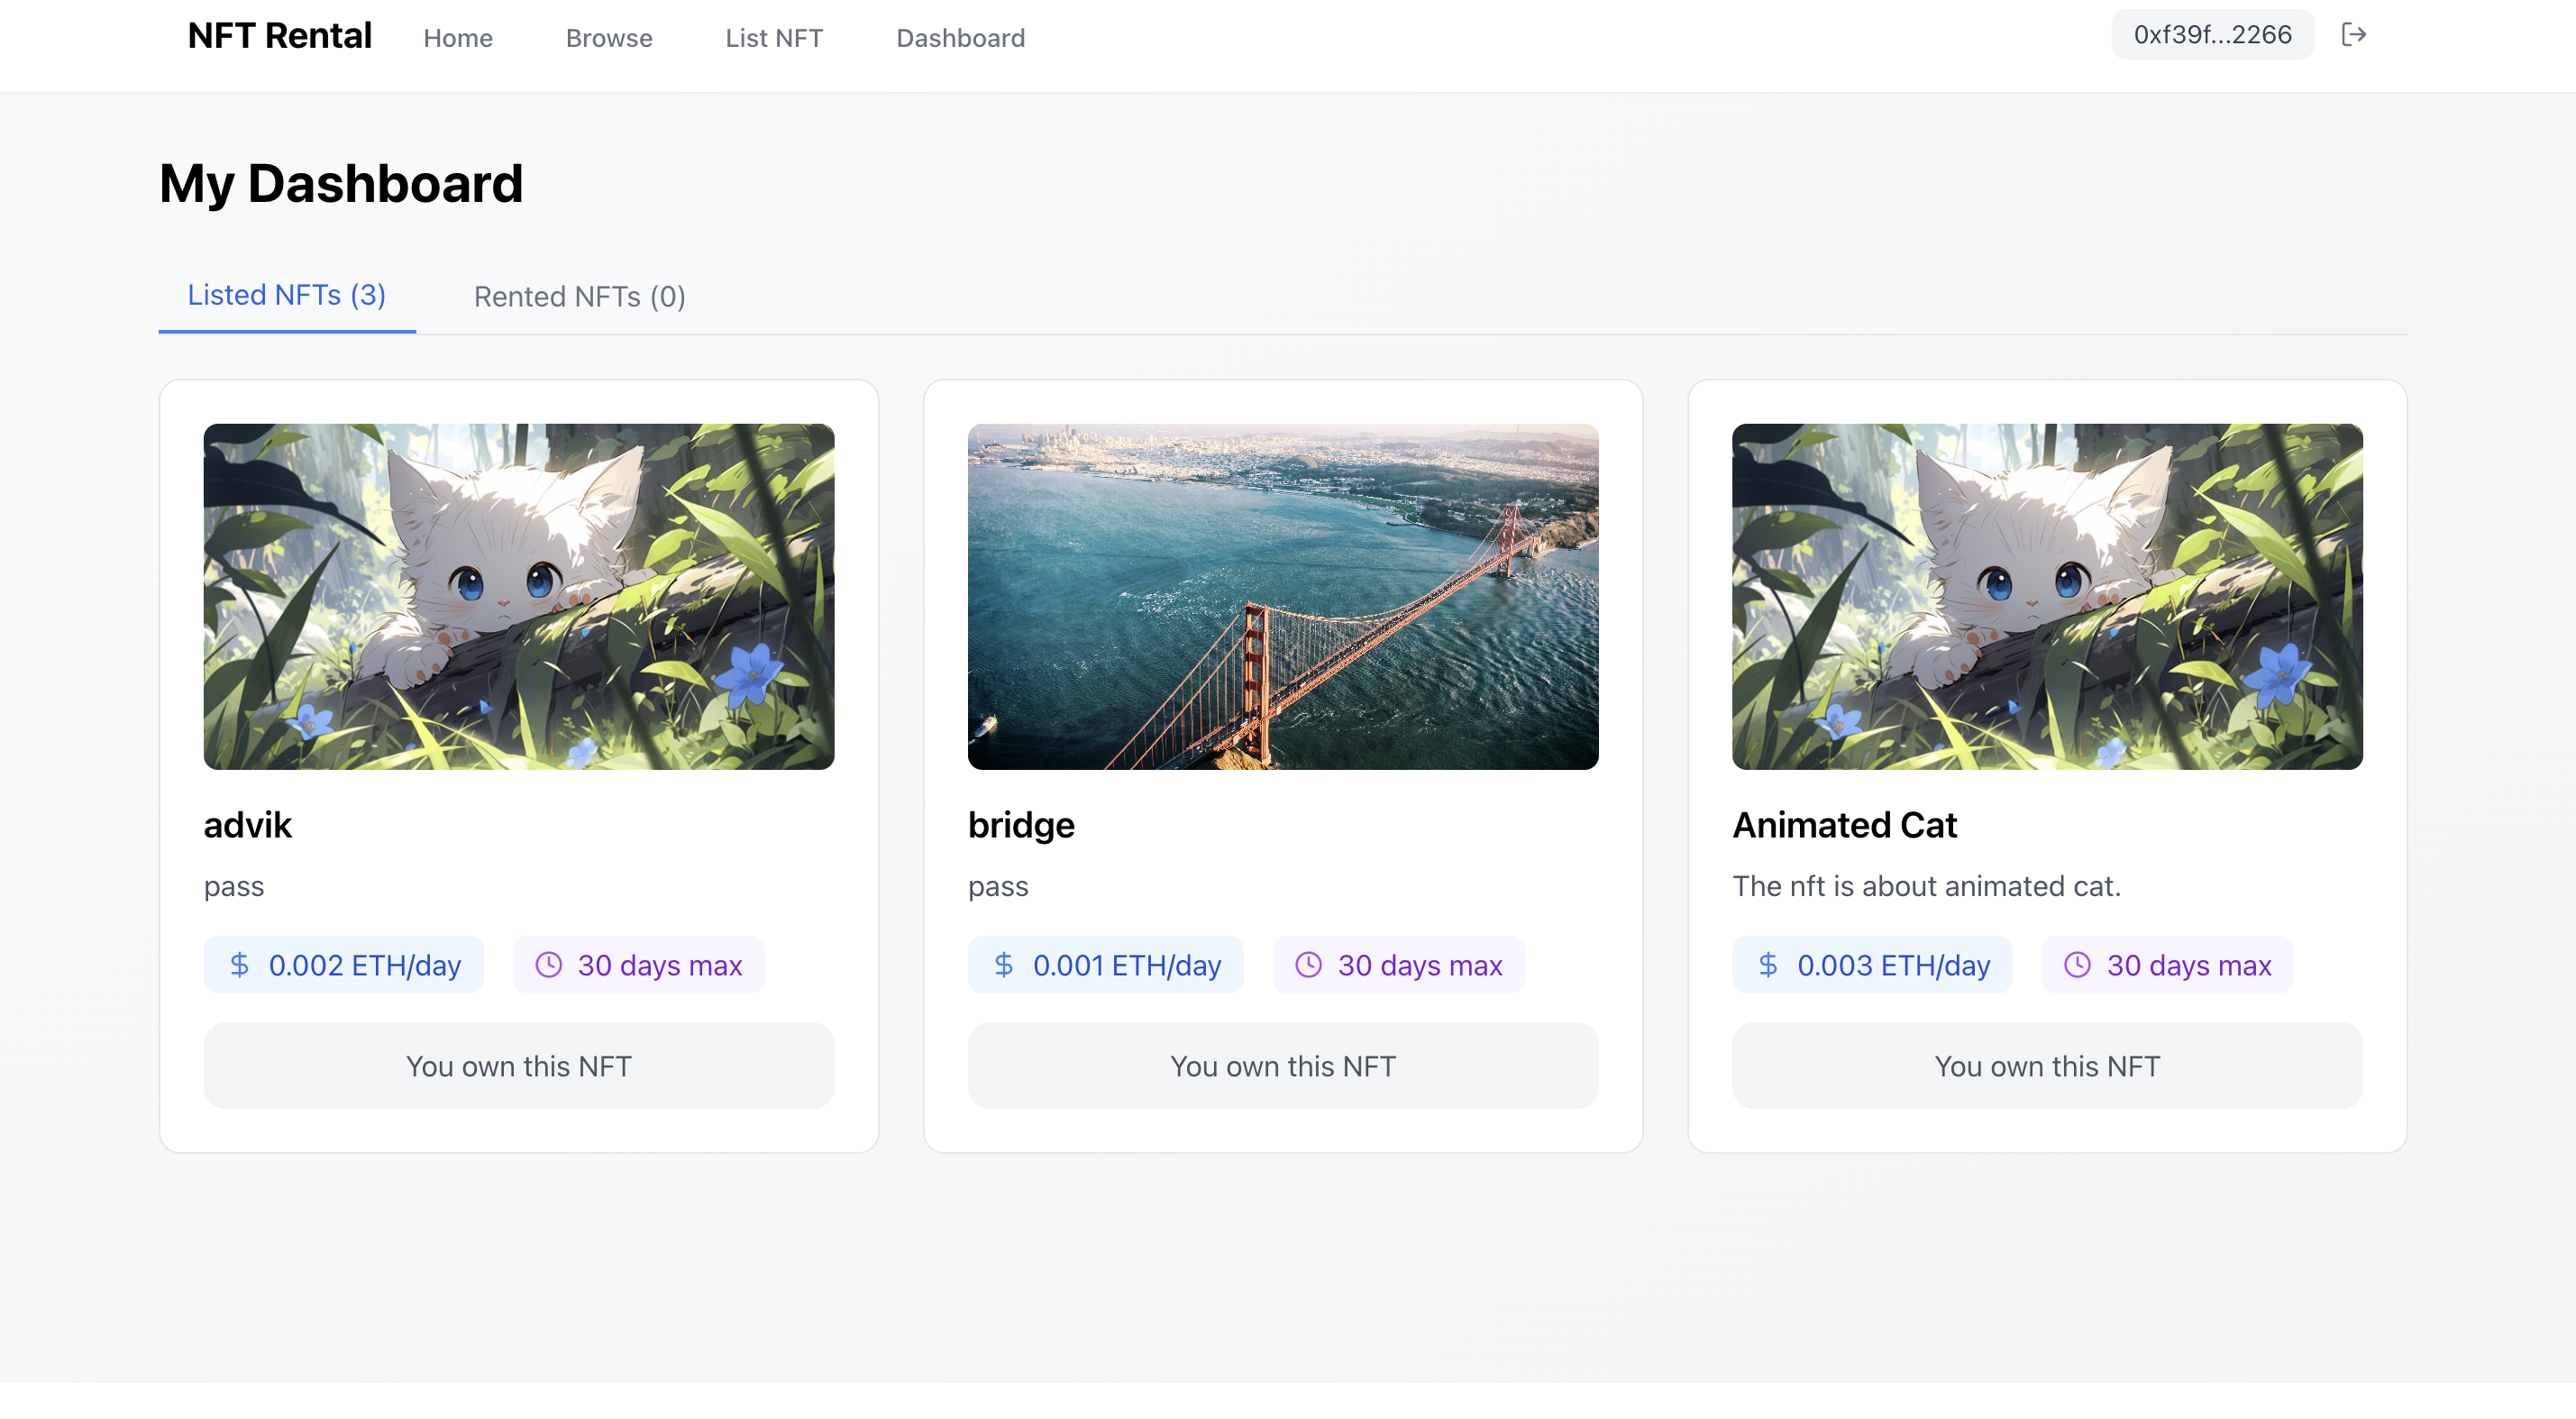 NFT Rental Home Browse List NFT Dashboard 0xf39f...2266
My Dashboard
Listed NFTs (3) Rented NFTs (0)
advik
pass
$ 0.002 ETH/day 30 days max
You own this NFT
bridge
pass
$ 0.001 ETH/day 30 days max
You own this NFT
Animated Cat
The nft is about animated cat.
$ 0.003 ETH/day 30 days max
You own this NFT